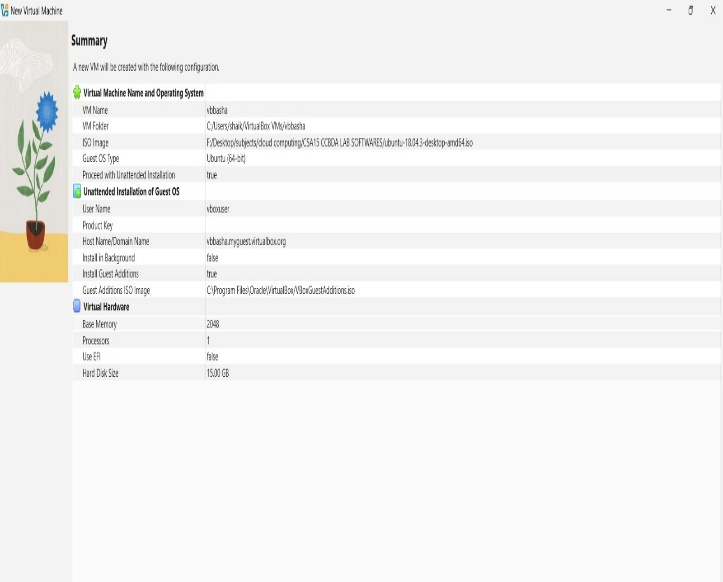 New Virtual Machine
Summary
A new VM will be created with the following configuration.
Virtual Machine Name and Operating System
VM Name vbbasha
VM Folder C:/Users/shaik/VirtualBox VMs/vbbasha
ISO Image F:/Desktop/subjects/cloud computing/CSA15 CCBDA LAB SOFTWARES/ubuntu-18.04.3-desktop-amd64.iso
Guest OS Type Ubuntu (64-bit)
Proceed with Unattended Installation true
Unattended Installation of Guest OS
User Name vboxuser
Product Key
Host Name/Domain Name vbbasha.myguest.virtualbox.org
Install in Background false
Install Guest Additions true
Guest Additions ISO Image C:\Program Files\Oracle\VirtualBox/VBoxGuestAdditions.iso
Virtual Hardware
Base Memory 2048
Processors 1
Use EFI false
Hard Disk Size 15.00 GB